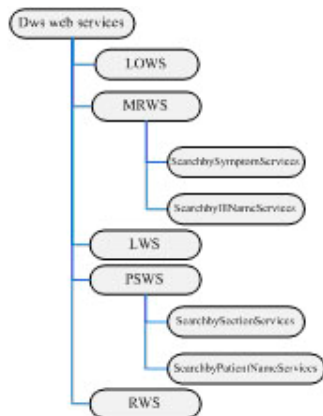 Dws web services
LOWS
MRWS
SearchbySymptomServices
SearchbyIllNameServices
LWS
PSWS
SearchbySectionServices
SearchbyPatientNameServices
RWS